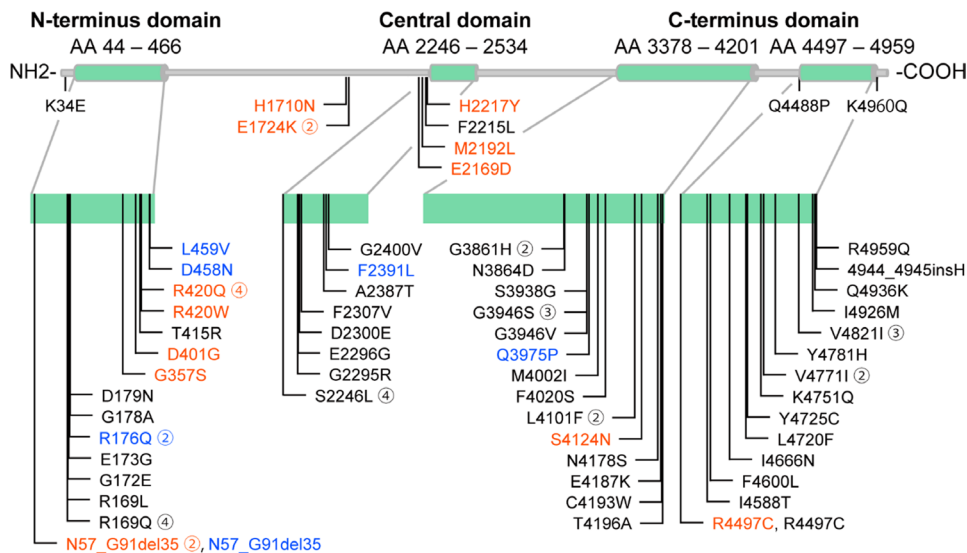 N-terminus domain
AA 44 – 466
Central domain
AA 2246 – 2534
C-terminus domain
AA 3378 – 4201
AA 4497 – 4959
NH2-
-COOH
K34E
H1710N
E1724K ②
H2217Y
F2215L
M2192L
E2169D
Q4488P
K4960Q
L459V
D458N
R420Q ④
R420W
T415R
D401G
G357S
D179N
G178A
R176Q ②
E173G
G172E
R169L
R169Q ④
N57_G91del35 ②, N57_G91del35
G2400V
F2391L
A2387T
F2307V
D2300E
E2296G
G2295R
S2246L ④
G3861H ②
N3864D
S3938G
G3946S ③
G3946V
Q3975P
M4002I
F4020S
L4101F ②
S4124N
N4178S
E4187K
C4193W
T4196A
R4959Q
4944_4945insH
Q4936K
I4926M
V4821I ③
Y4781H
V4771I ②
K4751Q
Y4725C
L4720F
I4666N
F4600L
I4588T
R4497C, R4497C